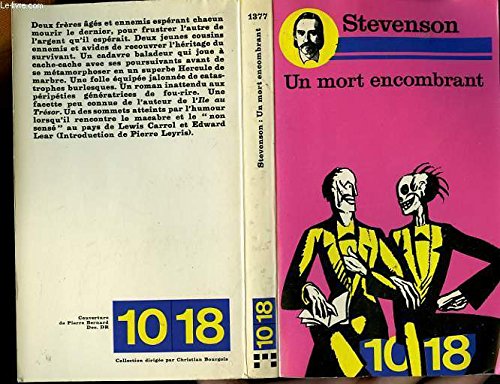 Le-livre.com
Deux frères âgés et ennemis espérant chacun
mourir le dernier, pour frustrer l'autre de
l'argent qu'il espérait. Deux jeunes cousins
ennemis et avides de recouvrer l'héritage du
survivant. Un cadavre baladeur qui joue à
cache-cache avec ses poursuivants avant de
se métamorphoser en un superbe Hercule de
marbre. Une folle équipée jalonnée de catas-
trophes burlesques. Un roman inattendu aux
péripéties génératrices de fou-rire. Une
facette peu connue de l'auteur de l'Ile au
Trésor. Un des sommets atteints par l'humour
lorsqu'il rencontre le macabre et le "non
sensé" au pays de Lewis Carrol et Edward
Lear (Introduction de Pierre Leyris).
Couverture
de Pierre Bernard
Doc. DR
10 18
Collection dirigée par Christian Bourgois
1377
Stevenson : Un mort encombrant
10 18
Stevenson
Un mort encombrant
10 18